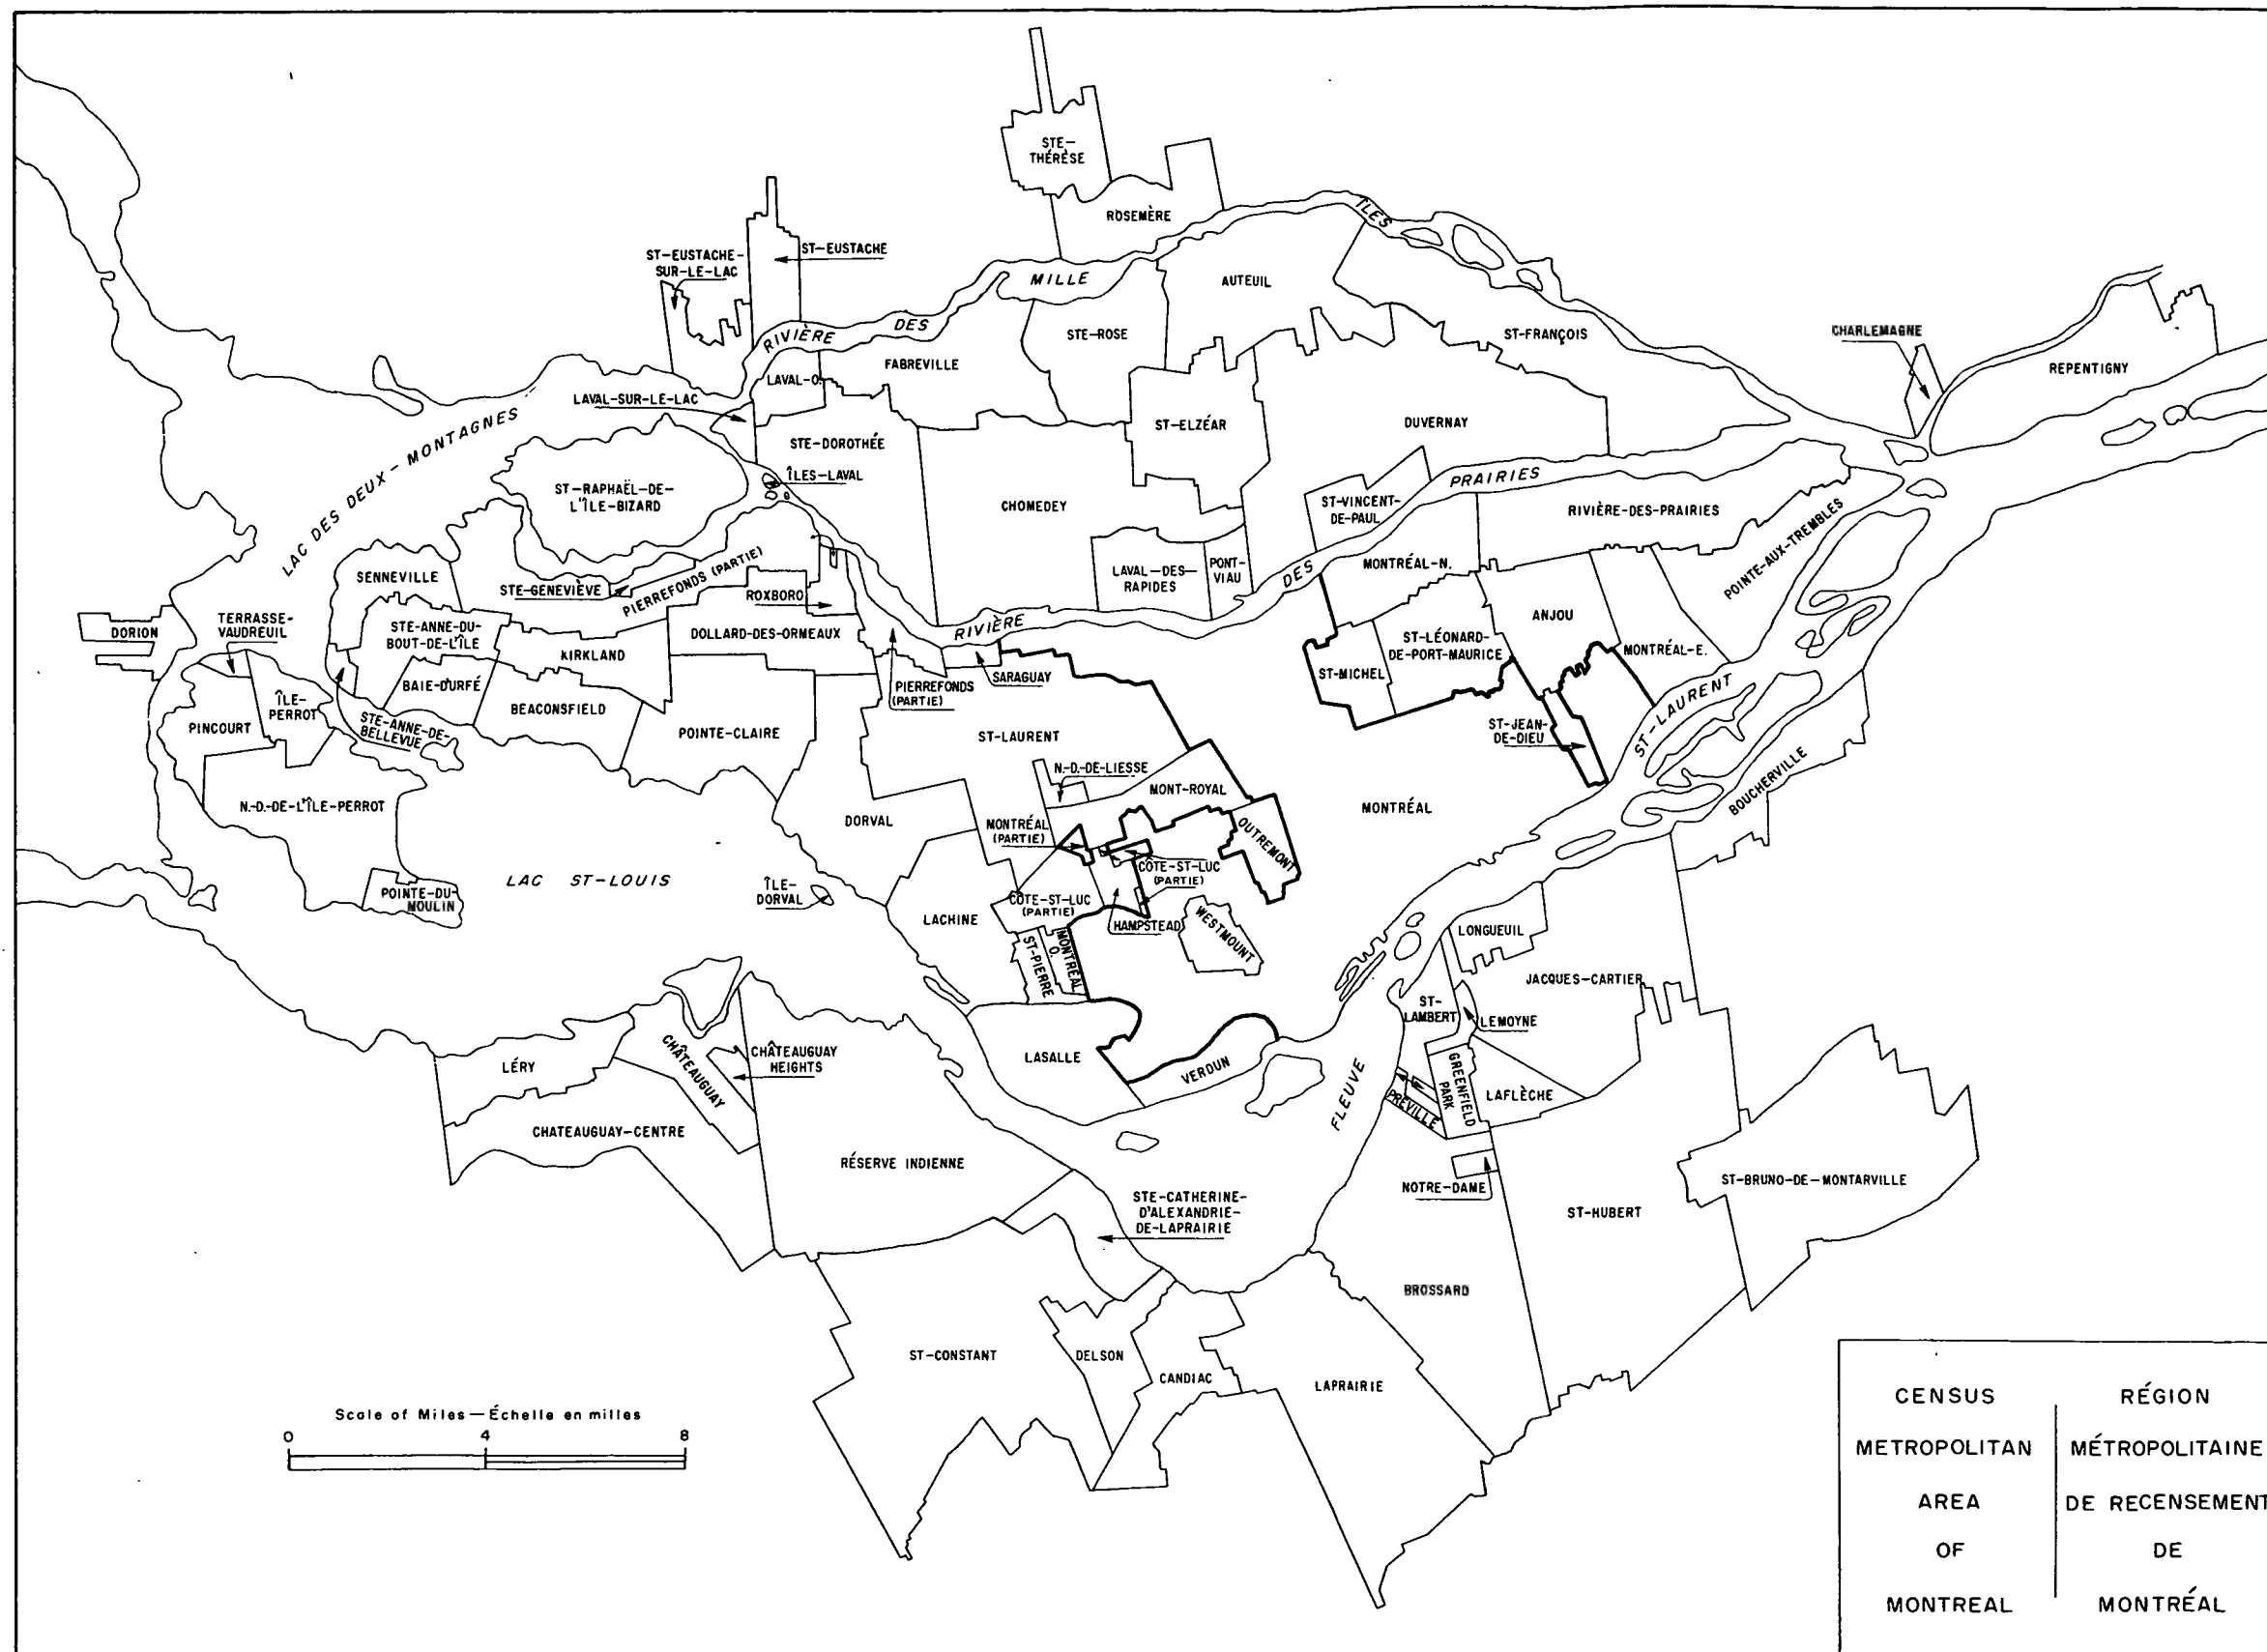 STE-
THÉRÈSE
ROSEMÈRE
ÎLES
ST-EUSTACHE-
SUR-LE-LAC
ST-EUSTACHE
MILLE
AUTEUIL
RIVIÈRE
DES
STE-ROSE
ST-FRANÇOIS
CHARLEMAGNE
REPENTIGNY
FABREVILLE
LAVAL-O.
LAVAL-SUR-LE-LAC
LAC DES DEUX-MONTAGNES
STE-DOROTHÉE
ST-ELZÉAR
DUVERNAY
ÎLES-LAVAL
ST-RAPHAËL-DE-
L'ÎLE-BIZARD
CHOMEDEY
ST-VINCENT-
DE-PAUL
PRAIRIES
RIVIÈRE-DES-PRAIRIES
POINTE-AUX-TREMBLES
SENNEVILLE
STE-GENEVIÈVE
PIERREFONDS (PARTIE)
ROXBORO
LAVAL-DES-
RAPIDES
PONT-
VIAU
DES
MONTRÉAL-N.
ANJOU
DORION
TERRASSE-
VAUDREUIL
STE-ANNE-DU-
BOUT-DE-L'ÎLE
KIRKLAND
DOLLARD-DES-ORMEAUX
RIVIÈRE
ST-LÉONARD-
DE-PORT-MAURICE
ST-MICHEL
MONTRÉAL-E.
SARAGUAY
PIERREFONDS
(PARTIE)
BAIE-D'URFÉ
BEACONSFIELD
ÎLE-
PERROT
PINCOURT
STE-ANNE-DE-
BELLEVUE
POINTE-CLAIRE
ST-LAURENT
ST-JEAN-
DE-DIEU
ST-LAURENT
N.-D.-DE-LIESSE
MONT-ROYAL
BOUCHERVILLE
N.-D.-DE-L'ÎLE-PERROT
DORVAL
MONTRÉAL
(PARTIE)
MONTRÉAL
OUTREMONT
CÔTE-ST-LUC
(PARTIE)
POINTE-DU-
MOULIN
LAC ST-LOUIS
ÎLE-
DORVAL
LACHINE
CÔTE-ST-LUC
(PARTIE)
HAMPSTEAD
WESTMOUNT
LONGUEUIL
ST-PIERRE
MONTRÉAL
O.
JACQUES-CARTIER
ST-
LAMBERT
LEMOYNE
LÉRY
CHÂTEAUGUAY
CHÂTEAUGUAY
HEIGHTS
LASALLE
VERDUN
FLEUVE
GREENFIELD
PARK
LAFLÈCHE
PRÉVILLE
CHATEAUGUAY-CENTRE
RÉSERVE INDIENNE
STE-CATHERINE-
D'ALEXANDRIE-
DE-LAPRAIRIE
NOTRE-DAME
ST-BRUNO-DE-MONTARVILLE
ST-HUBERT
BROSSARD
ST-CONSTANT
DELSON
CANDIAC
LAPRAIRIE
Scale of Miles — Échelle en milles
0 4 8
CENSUS
METROPOLITAN
AREA
OF
MONTREAL
RÉGION
MÉTROPOLITAINE
DE RECENSEMENT
DE
MONTRÉAL